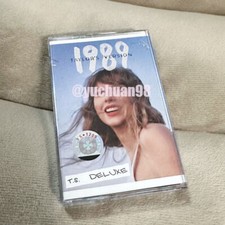 1989
TAYLOR'S VERSION
@yuchuan98
T.S. DELUXE